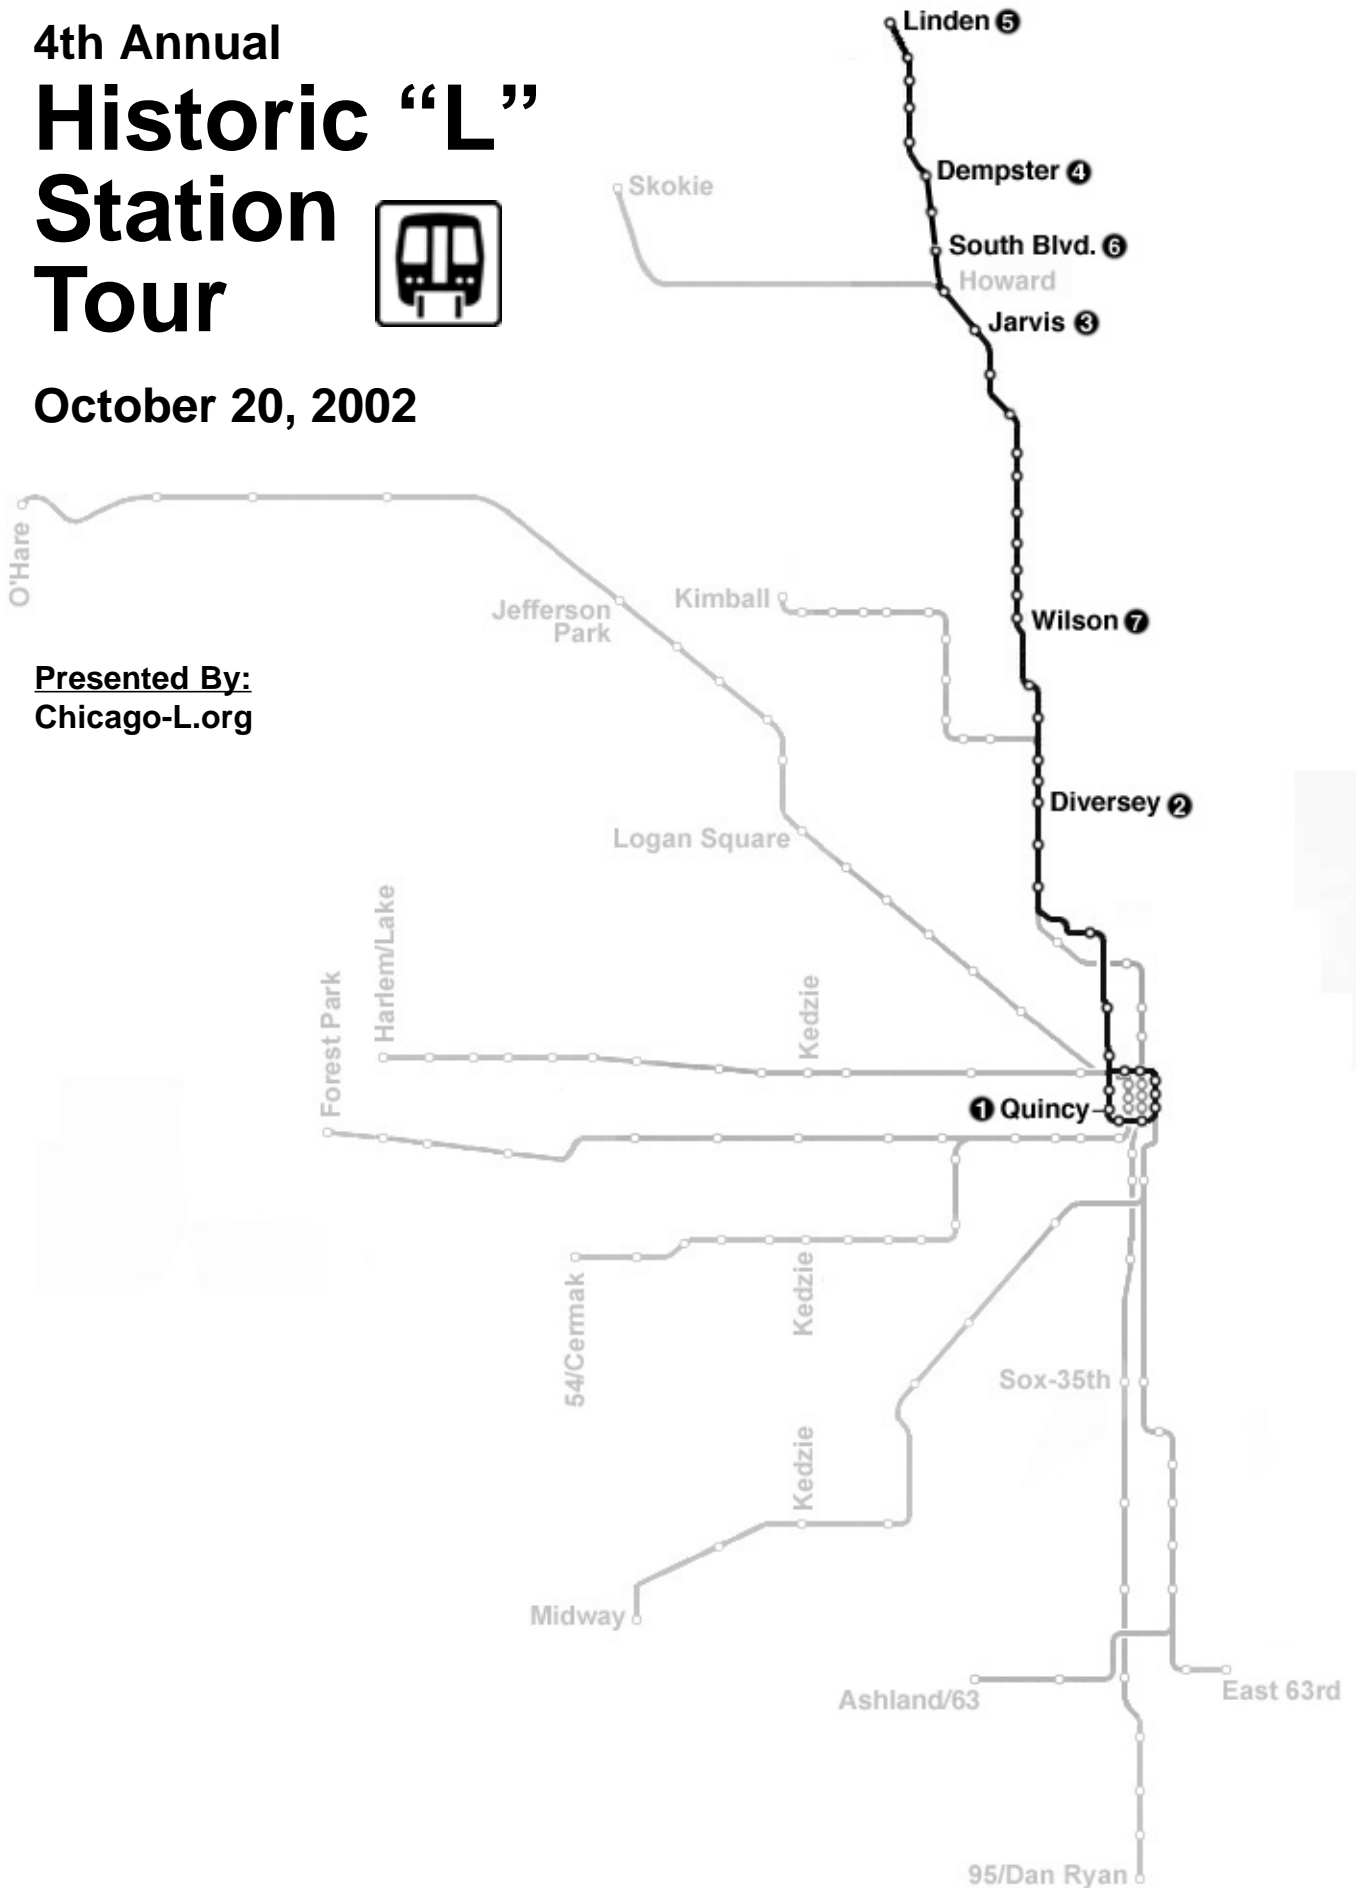 4th Annual
Historic “L”
Station
Tour
October 20, 2002
Presented By:
Chicago-L.org
Linden 5
Dempster 4
Skokie
South Blvd. 6
Howard
Jarvis 3
O'Hare
Jefferson
Park
Kimball
Wilson 7
Diversey 2
Logan Square
Harlem/Lake
Forest Park
Kedzie
1 Quincy
54/Cermak
Kedzie
Sox-35th
Kedzie
Midway
Ashland/63
East 63rd
95/Dan Ryan